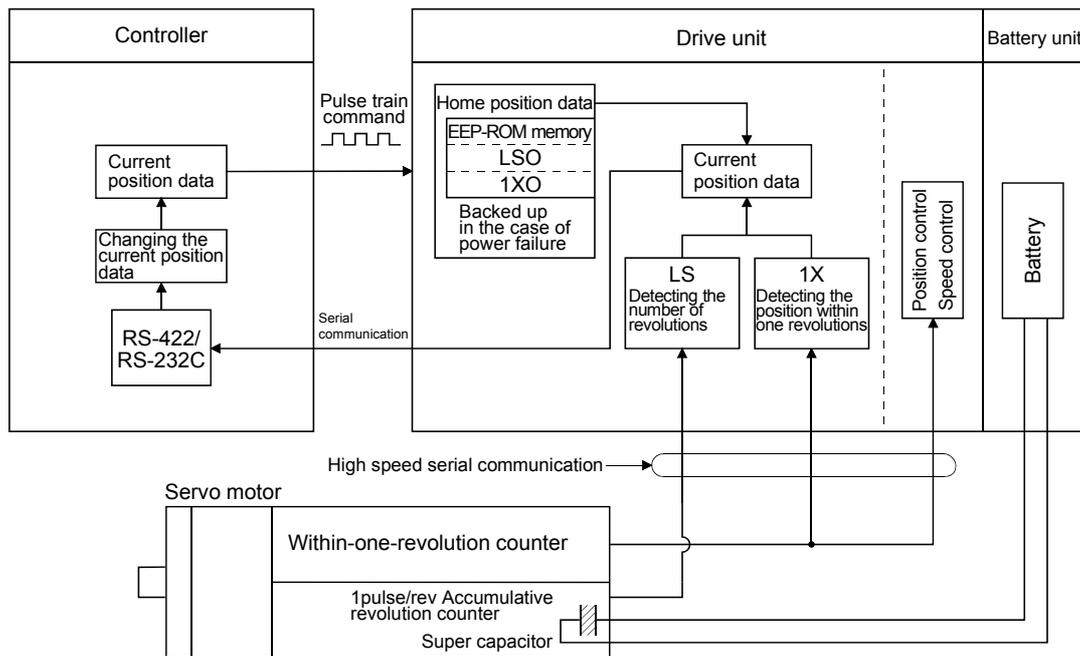 Controller
Drive unit
Battery unit
Pulse train
command
Home position data
EEP-ROM memory
LSO
1XO
Backed up
in the case of
power failure
Current
position data
Current
position data
Changing the
current position
data
RS-422/
RS-232C
Serial
communication
LS
Detecting the
number of
revolutions
1X
Detecting the
position within
one revolutions
Position control
Speed control
Battery
High speed serial communication
Servo motor
Within-one-revolution counter
1pulse/rev Accumulative
revolution counter
Super capacitor